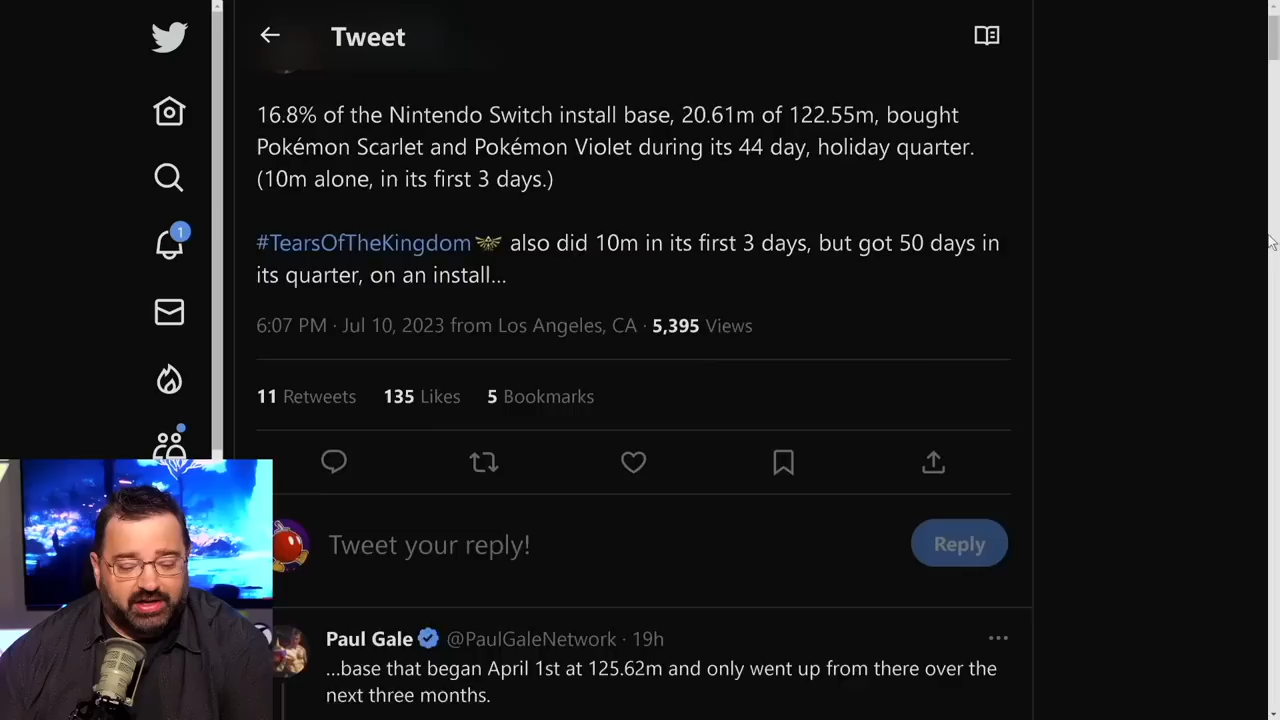 Tweet
16.8% of the Nintendo Switch install base, 20.61m of 122.55m, bought
Pokémon Scarlet and Pokémon Violet during its 44 day, holiday quarter.
(10m alone, in its first 3 days.)
#TearsOfTheKingdom also did 10m in its first 3 days, but got 50 days in
its quarter, on an install...
6:07 PM · Jul 10, 2023 from Los Angeles, CA · 5,395 Views
11 Retweets 135 Likes 5 Bookmarks
1
Tweet your reply!
Reply
Paul Gale @PaulGaleNetwork · 19h
...base that began April 1st at 125.62m and only went up from there over the
next three months.